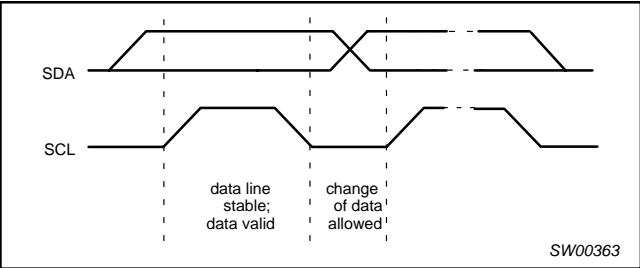 SDA
SCL
data line
stable;
data valid
change
of data
allowed
SW00363